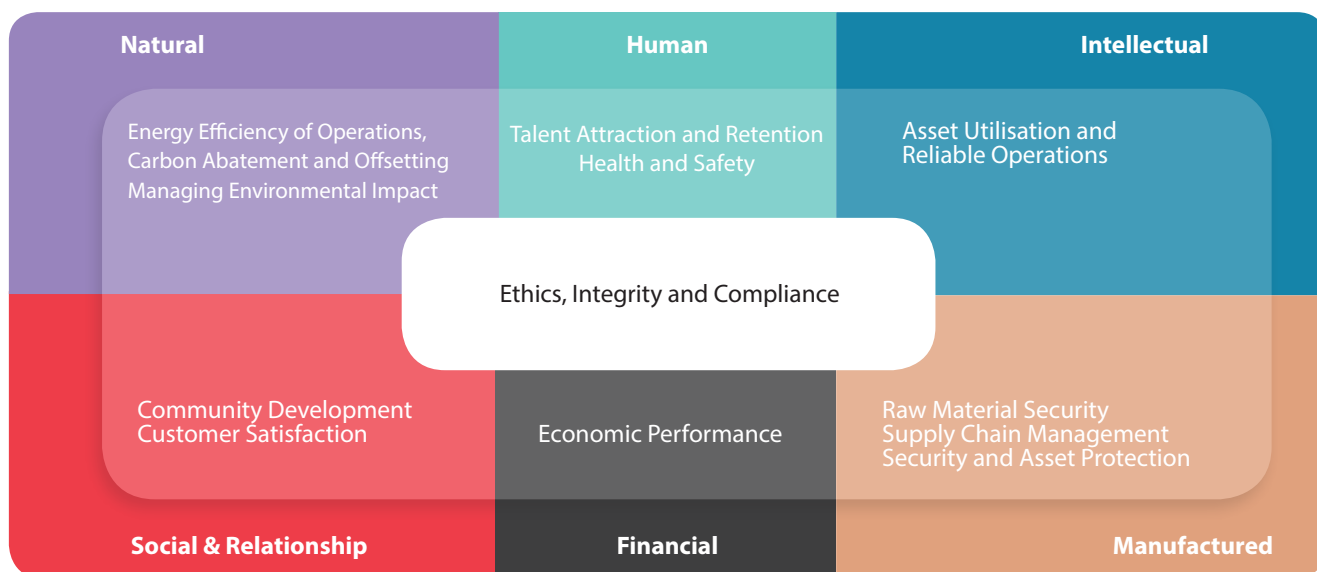 Natural
Human
Intellectual
Energy Efficiency of Operations,
Carbon Abatement and Offsetting
Managing Environmental Impact
Talent Attraction and Retention
Health and Safety
Asset Utilisation and
Reliable Operations
Ethics, Integrity and Compliance
Community Development
Customer Satisfaction
Economic Performance
Raw Material Security
Supply Chain Management
Security and Asset Protection
Social & Relationship
Financial
Manufactured